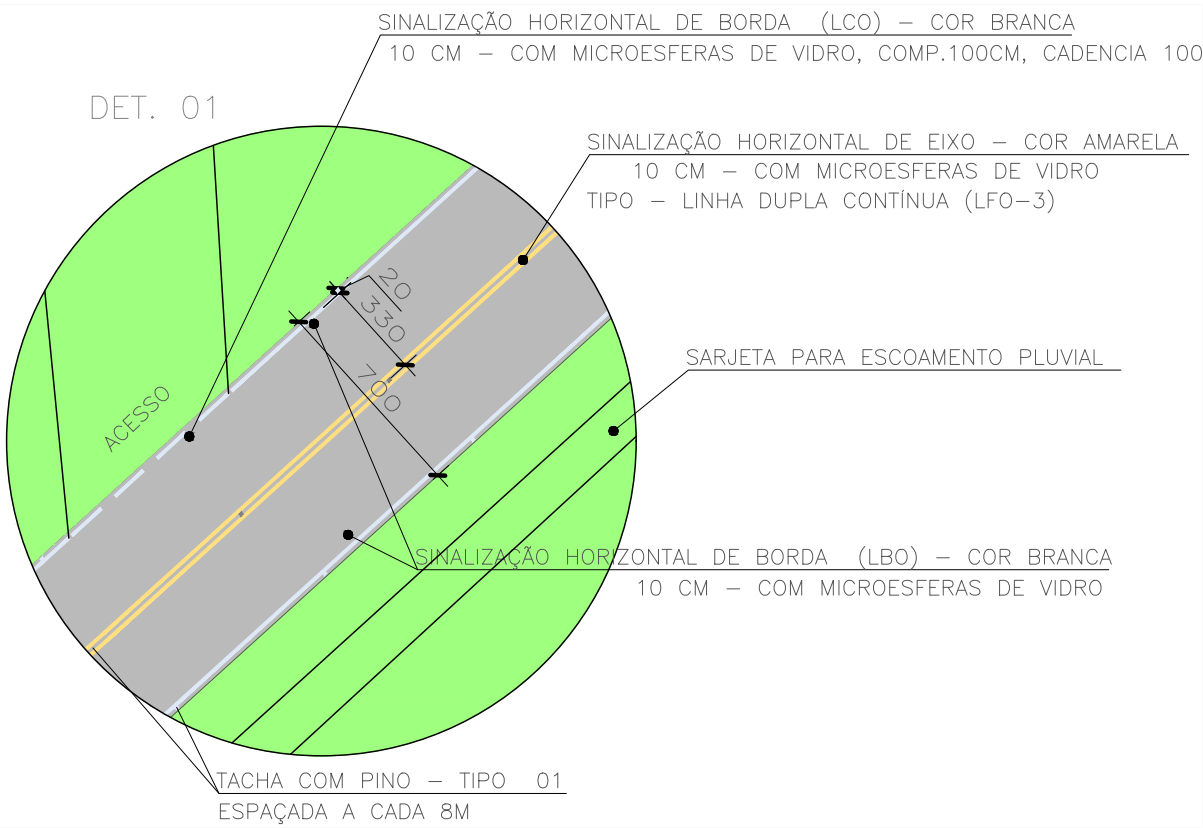 SINALIZAÇÃO HORIZONTAL DE BORDA (LCO) – COR BRANCA
10 CM – COM MICROESFERAS DE VIDRO, COMP.100CM, CADENCIA 100
DET. 01
SINALIZAÇÃO HORIZONTAL DE EIXO – COR AMARELA
10 CM – COM MICROESFERAS DE VIDRO
TIPO – LINHA DUPLA CONTÍNUA (LFO–3)
20
330
700
ACESSO
SARJETA PARA ESCOAMENTO PLUVIAL
SINALIZAÇÃO HORIZONTAL DE BORDA (LBO) – COR BRANCA
10 CM – COM MICROESFERAS DE VIDRO
TACHA COM PINO – TIPO 01
ESPAÇADA A CADA 8M